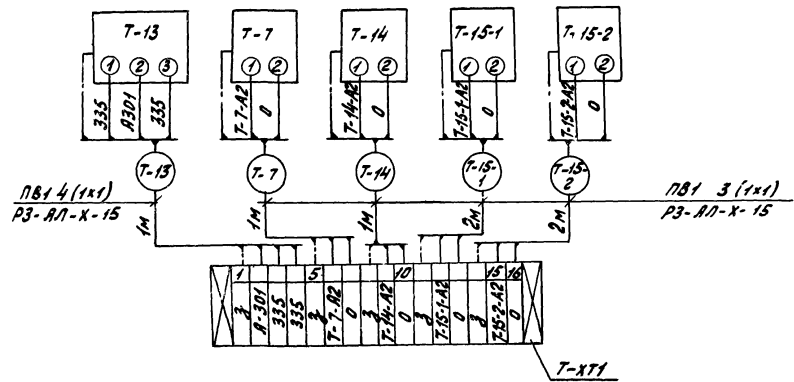 Т-13
Т-7
Т-14
Т-15-1
Т-15-2
1 2 3
1 2
1 2
1 2
1 2
335
А301
335
Т-7-А2
0
Т-14-А2
0
Т-15-1-А2
0
Т-15-2-А2
0
Т-13
Т-7
Т-14
Т-15-
1
Т-15-
2
ПВ1 4(1х1)
РЗ-АП-Х-15
ПВ1 3(1х1)
РЗ-АП-Х-15
1м
1м
1м
2м
2м
1 5 10 15 16
З
А-301
335
335
З
Т-7-А2
0
З
Т-14-А2
0
З
Т-15-1-А2
0
З
Т-15-2-А2
0
Т-ХТ1